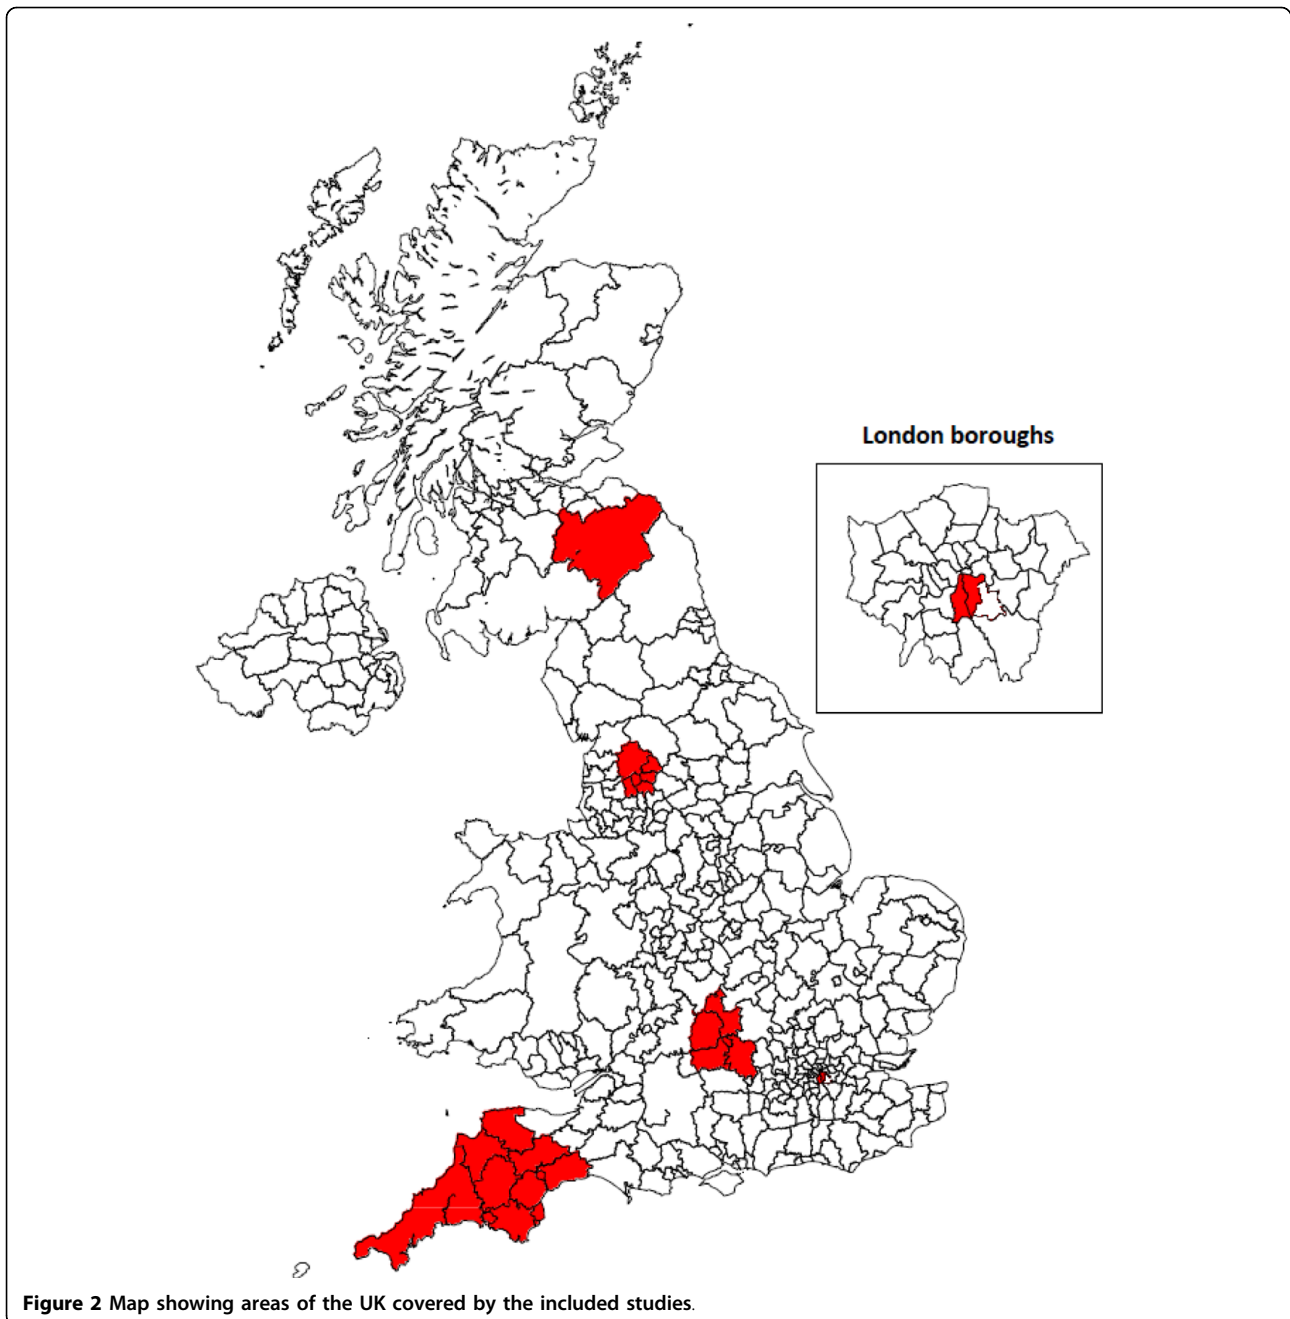 London boroughs
Figure 2 Map showing areas of the UK covered by the included studies.